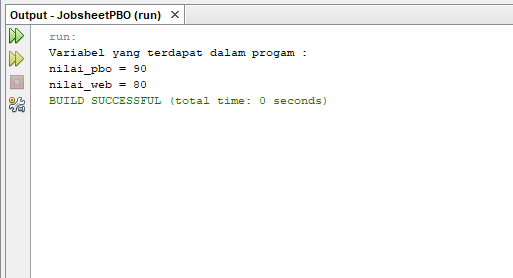 Output - JobsheetPBO (run) ×
run:
Variabel yang terdapat dalam progam :
nilai_pbo = 90
nilai_web = 80
BUILD SUCCESSFUL (total time: 0 seconds)